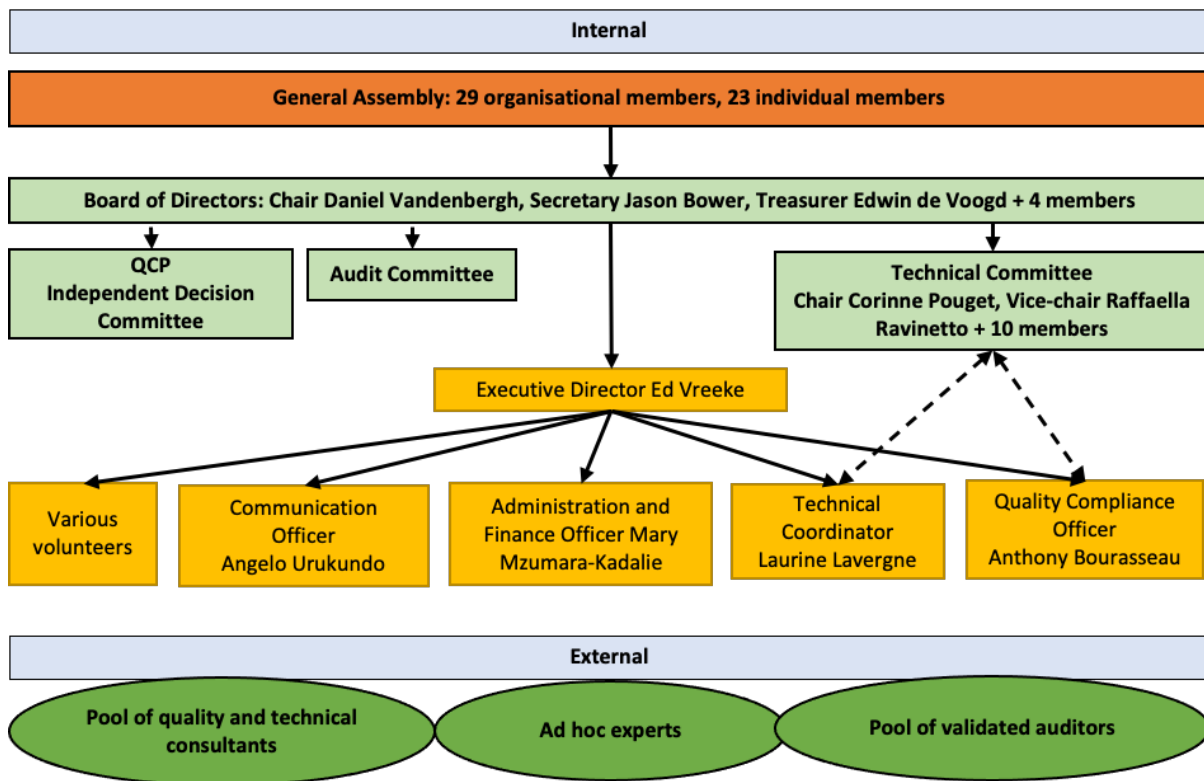 Internal
General Assembly: 29 organisational members, 23 individual members
Board of Directors: Chair Daniel Vandenbergh, Secretary Jason Bower, Treasurer Edwin de Voogd + 4 members
QCP
Independent Decision
Committee
Audit Committee
Technical Committee
Chair Corinne Pouget, Vice-chair Raffaella
Ravinetto + 10 members
Executive Director Ed Vreeke
Various
volunteers
Communication
Officer
Angelo Urukundo
Administration and
Finance Officer Mary
Mzumara-Kadalie
Technical
Coordinator
Laurine Lavergne
Quality Compliance
Officer
Anthony Bourasseau
External
Pool of quality and technical
consultants
Ad hoc experts
Pool of validated auditors